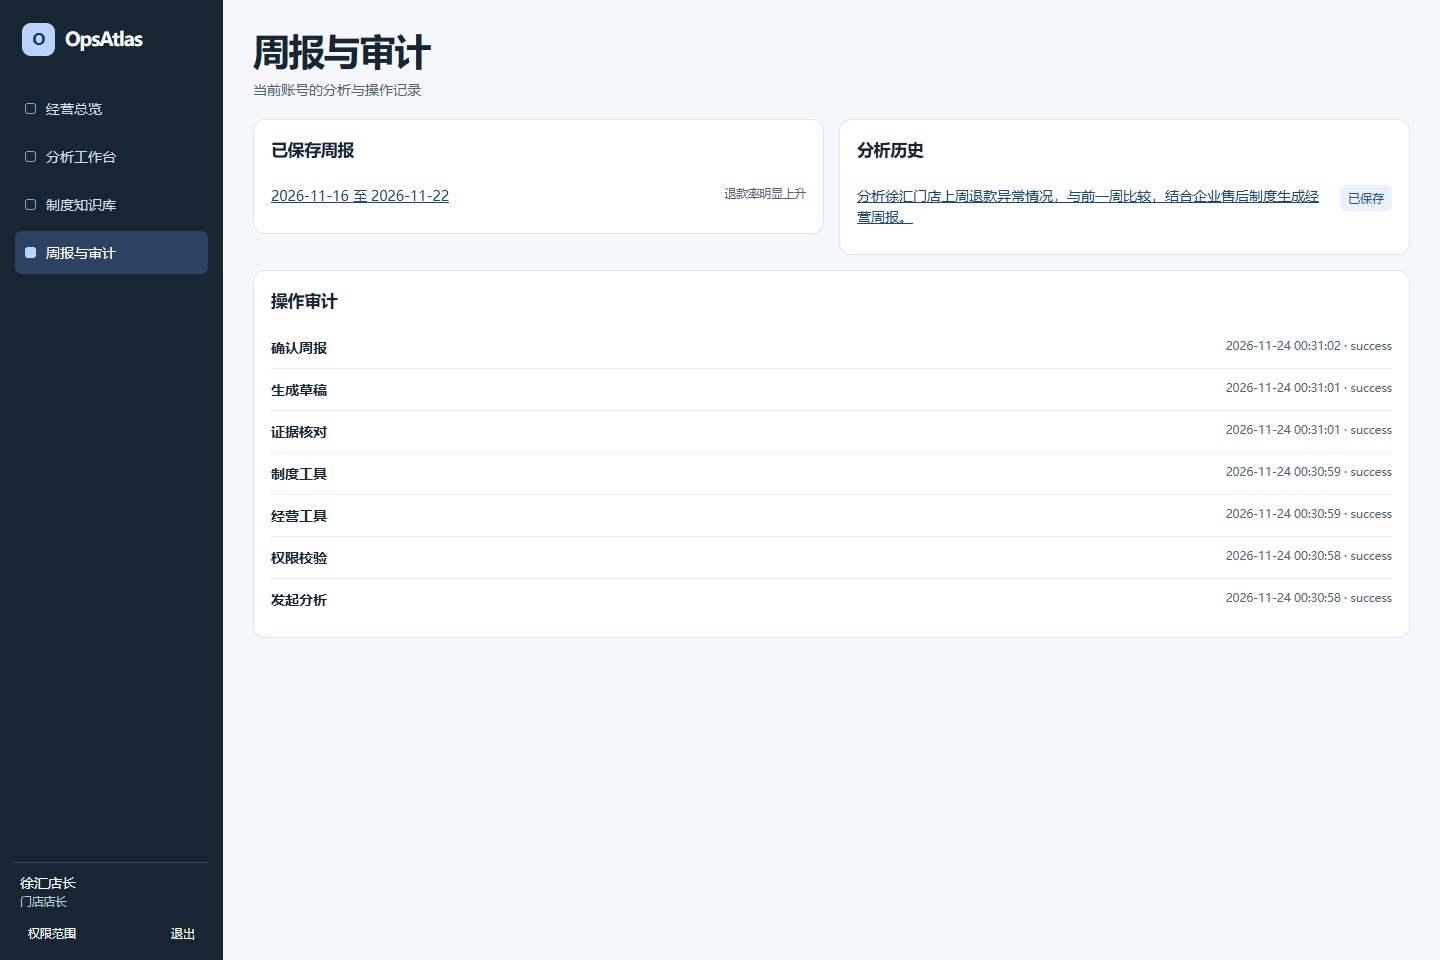 O OpsAtlas
经营总览
分析工作台
制度知识库
周报与审计
徐汇店长
门店店长
权限范围 退出
周报与审计
当前账号的分析与操作记录
已保存周报
2026-11-16 至 2026-11-22 退款率明显上升
分析历史
分析徐汇门店上周退款异常情况，与前一周比较，结合企业售后制度生成经
营周报。
已保存
操作审计
确认周报 2026-11-24 00:31:02 · success
生成草稿 2026-11-24 00:31:01 · success
证据核对 2026-11-24 00:31:01 · success
制度工具 2026-11-24 00:30:59 · success
经营工具 2026-11-24 00:30:59 · success
权限校验 2026-11-24 00:30:58 · success
发起分析 2026-11-24 00:30:58 · success